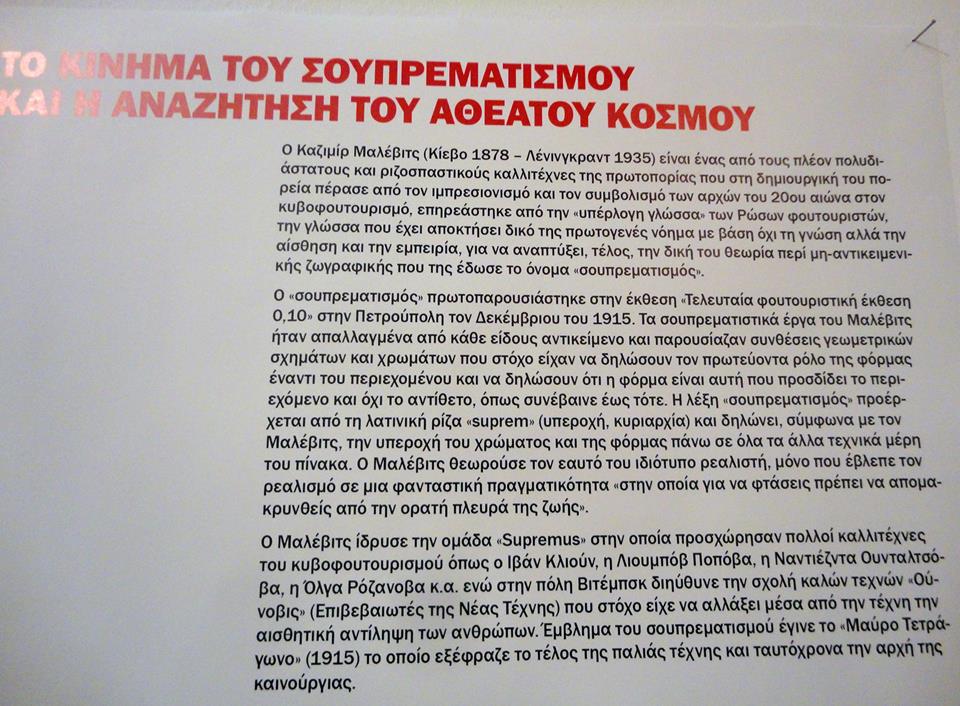 ΤΟ ΚΙΝΗΜΑ ΤΟΥ ΣΟΥΠΡΕΜΑΤΙΣΜΟΥ
ΚΑΙ Η ΑΝΑΖΗΤΗΣΗ ΤΟΥ ΑΘΕΑΤΟΥ ΚΟΣΜΟΥ
Ο Καζιμίρ Μαλέβιτς (Κίεβο 1878 – Λένινγκραντ 1935) είναι ένας από τους πλέον πολυδι-
άστατους και ριζοσπαστικούς καλλιτέχνες της πρωτοπορίας που στη δημιουργική του πο-
ρεία πέρασε από τον ιμπρεσιονισμό και τον συμβολισμό των αρχών του 20ου αιώνα στον
κυβοφουτουρισμό, επηρεάστηκε από την «υπέρλογη γλώσσα» των Ρώσων φουτουριστών,
την γλώσσα που έχει αποκτήσει δικό της πρωτογενές νόημα με βάση όχι τη γνώση αλλά την
αίσθηση και την εμπειρία, για να αναπτύξει, τέλος, την δική του θεωρία περί μη-αντικειμενι-
κής ζωγραφικής που της έδωσε το όνομα «σουπρεματισμός».
Ο «σουπρεματισμός» πρωτοπαρουσιάστηκε στην έκθεση «Τελευταία φουτουριστική έκθεση
0,10» στην Πετρούπολη τον Δεκέμβριου του 1915. Τα σουπρεματιστικά έργα του Μαλέβιτς
ήταν απαλλαγμένα από κάθε είδους αντικείμενο και παρουσίαζαν συνθέσεις γεωμετρικών
σχημάτων και χρωμάτων που στόχο είχαν να δηλώσουν τον πρωτεύοντα ρόλο της φόρμας
έναντι του περιεχομένου και να δηλώσουν ότι η φόρμα είναι αυτή που προσδίδει το περι-
εχόμενο και όχι το αντίθετο, όπως συνέβαινε έως τότε. Η λέξη «σουπρεματισμός» προέρ-
χεται από τη λατινική ρίζα «suprem» (υπεροχή, κυριαρχία) και δηλώνει, σύμφωνα με τον
Μαλέβιτς, την υπεροχή του χρώματος και της φόρμας πάνω σε όλα τα άλλα τεχνικά μέρη
του πίνακα. Ο Μαλέβιτς θεωρούσε τον εαυτό του ιδιότυπο ρεαλιστή, μόνο που έβλεπε τον
ρεαλισμό σε μια φανταστική πραγματικότητα «στην οποία για να φτάσεις πρέπει να απομα-
κρυνθείς από την ορατή πλευρά της ζωής».
Ο Μαλέβιτς ίδρυσε την ομάδα «Supremus» στην οποία προσχώρησαν πολλοί καλλιτέχνες
του κυβοφουτουρισμού όπως ο Ιβάν Κλιούν, η Λιουμπόβ Ποπόβα, η Ναντιέζντα Ουνταλτσό-
βα, η Όλγα Ρόζανοβα κ.α. ενώ στην πόλη Βιτέμπσκ διηύθυνε την σχολή καλών τεχνών «Ού-
νοβις» (Επιβεβαιωτές της Νέας Τέχνης) που στόχο είχε να αλλάξει μέσα από την τέχνη την
αισθητική αντίληψη των ανθρώπων. Έμβλημα του σουπρεματισμού έγινε το «Μαύρο Τετρά-
γωνο» (1915) το οποίο εξέφραζε το τέλος της παλιάς τέχνης και ταυτόχρονα την αρχή της
καινούργιας.